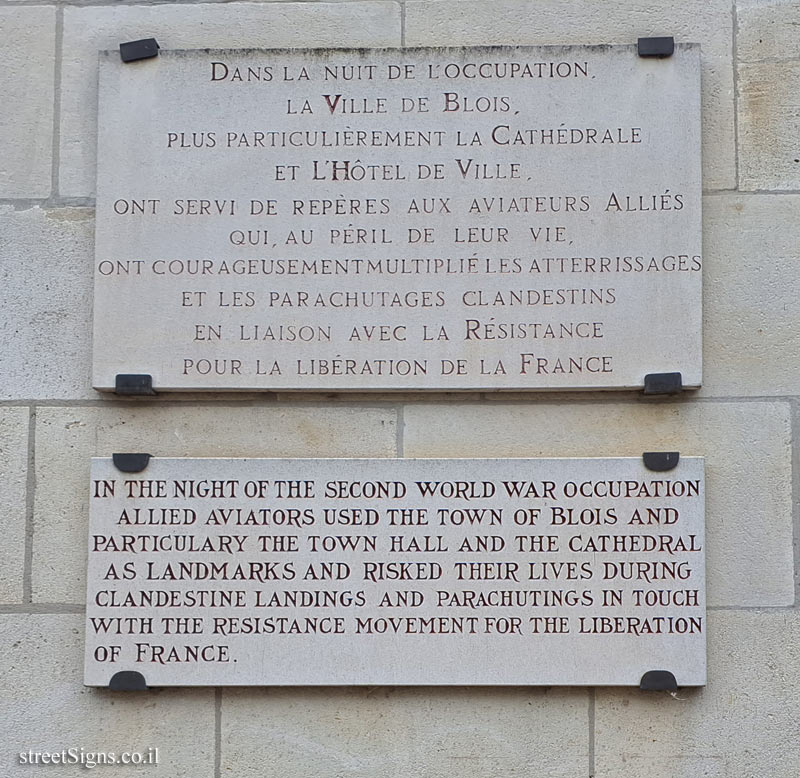 Dans la nuit de l'occupation,
la Ville de Blois,
plus particulièrement la Cathédrale
et l'Hôtel de Ville,
ont servi de repères aux aviateurs Alliés
qui, au péril de leur vie,
ont courageusement multiplié les atterrissages
et les parachutages clandestins
en liaison avec la Résistance
pour la libération de la France
In the night of the second world war occupation
allied aviators used the town of Blois and
particulary the town hall and the cathedral
as landmarks and risked their lives during
clandestine landings and parachutings in touch
with the resistance movement for the liberation
of France.
streetSigns.co.il